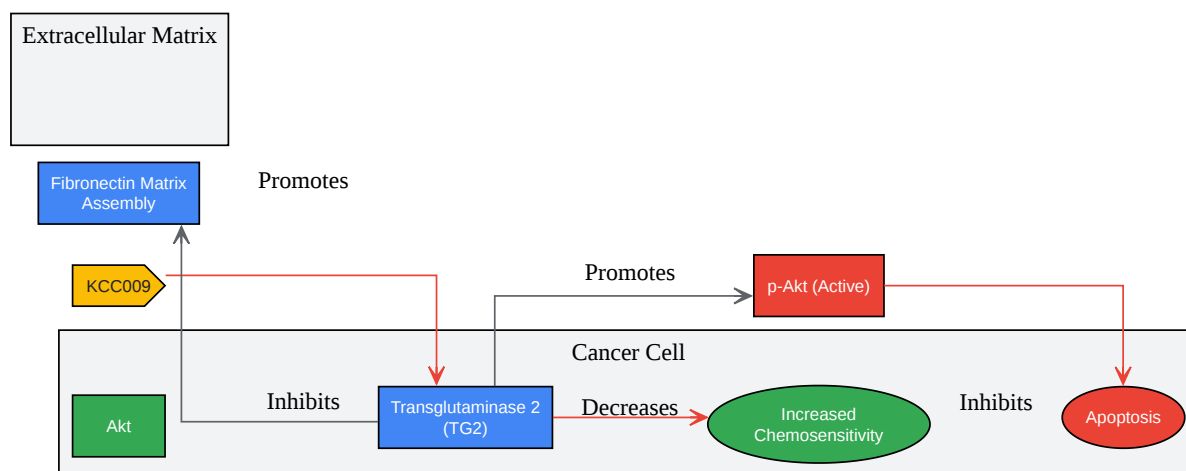 Extracellular Matrix
Fibronectin Matrix
Assembly
Promotes
KCC009
Promotes
p-Akt (Active)
Cancer Cell
Akt
Inhibits
Transglutaminase 2
(TG2)
Decreases
Increased
Chemosensitivity
Inhibits
Apoptosis